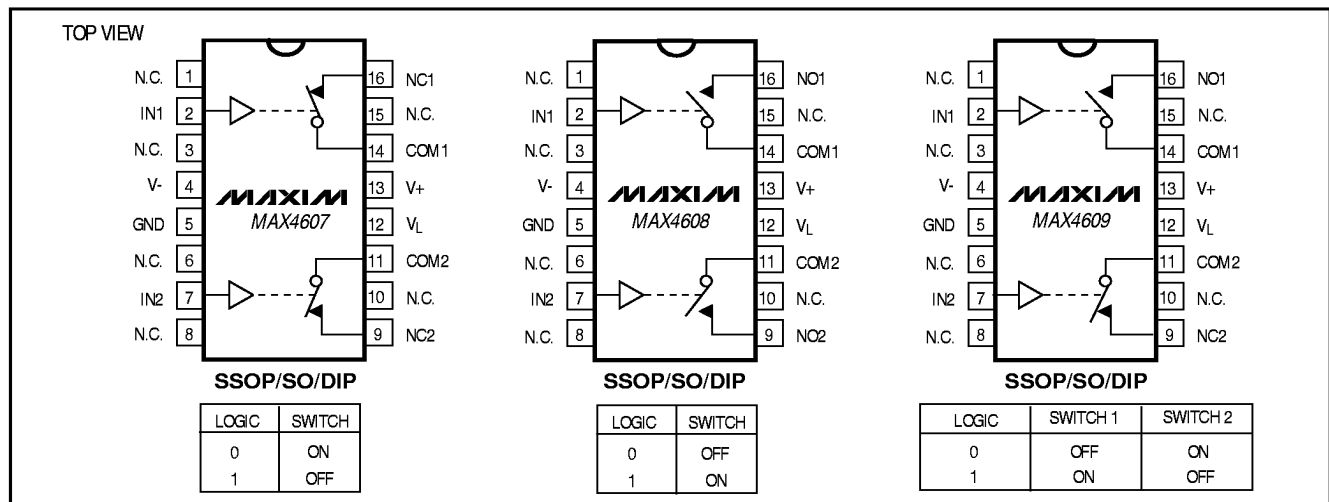 TOP VIEW
N.C. 1 16 NC1
IN1 2 15 N.C.
N.C. 3 14 COM1
V- 4 13 V+
GND 5 12 VL
N.C. 6 11 COM2
IN2 7 10 N.C.
N.C. 8 9 NC2
MAXIM
MAX4607
SSOP/SO/DIP
LOGIC SWITCH
0 ON
1 OFF
N.C. 1 16 NO1
IN1 2 15 N.C.
N.C. 3 14 COM1
V- 4 13 V+
GND 5 12 VL
N.C. 6 11 COM2
IN2 7 10 N.C.
N.C. 8 9 NO2
MAXIM
MAX4608
SSOP/SO/DIP
LOGIC SWITCH
0 OFF
1 ON
N.C. 1 16 NO1
IN1 2 15 N.C.
N.C. 3 14 COM1
V- 4 13 V+
GND 5 12 VL
N.C. 6 11 COM2
IN2 7 10 N.C.
N.C. 8 9 NC2
MAXIM
MAX4609
SSOP/SO/DIP
LOGIC SWITCH 1 SWITCH 2
0 OFF ON
1 ON OFF